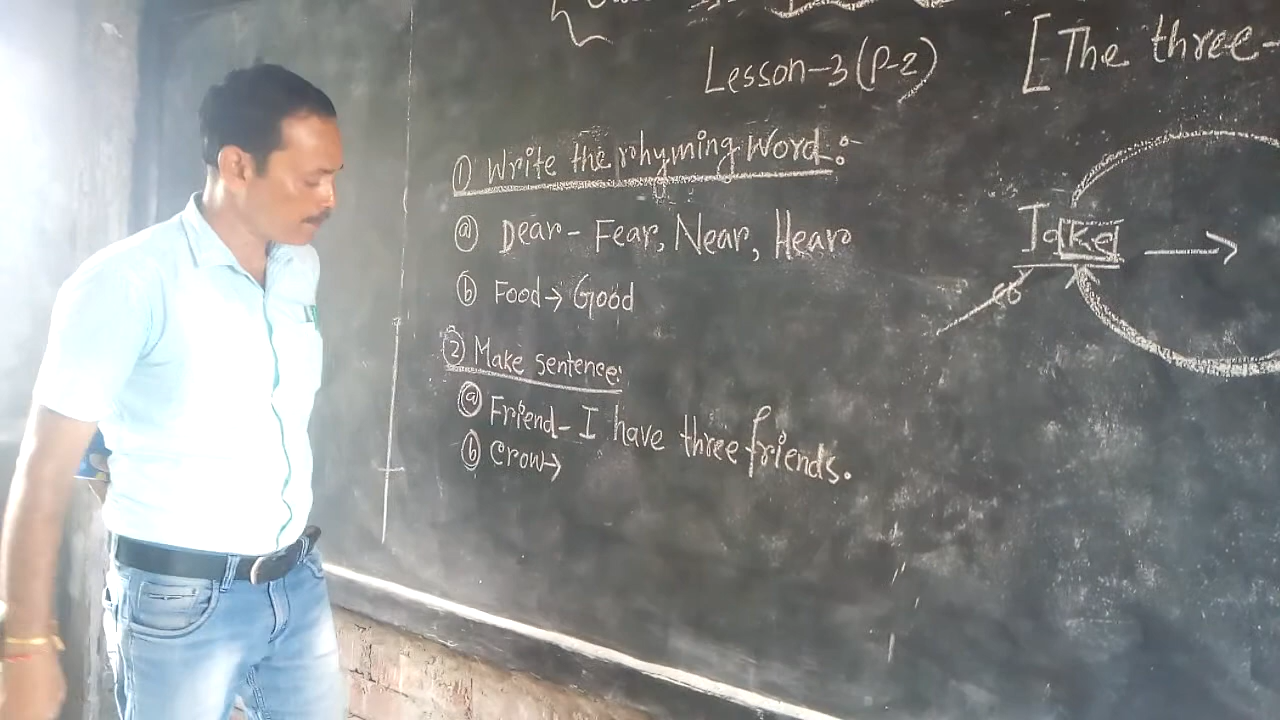 Lesson-3 (P-2)
[The three-
① Write the rhyming Word:-
ⓐ Dear - Fear, Near, Hear
ⓑ Food → Good
② Make sentence:
ⓐ Friend - I have three friends.
ⓑ Crow →